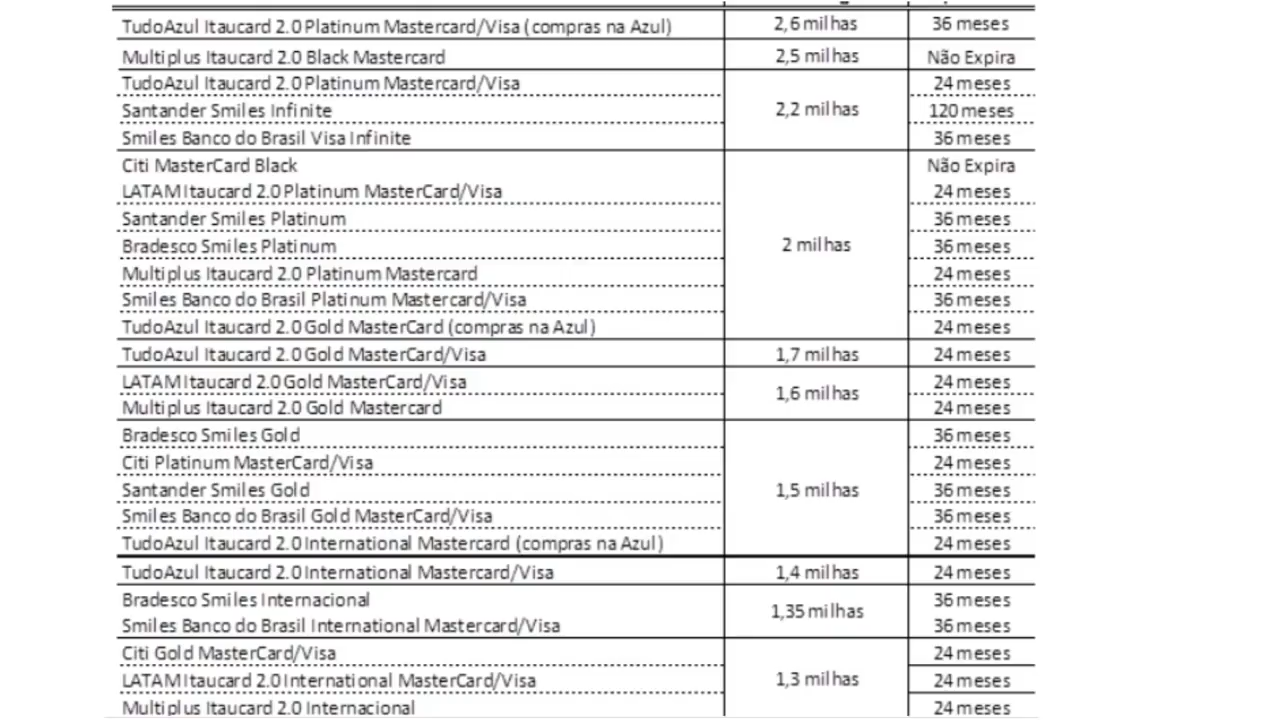 TudoAzul Itaucard 2.0 Platinum Mastercard/Visa (compras na Azul) 2,6 milhas 36 meses
Multiplus Itaucard 2.0 Black Mastercard 2,5 milhas Não Expira
TudoAzul Itaucard 2.0 Platinum Mastercard/Visa 24 meses
2,2 milhas
Santander Smiles Infinite 120 meses
Smiles Banco do Brasil Visa Infinite 36 meses
Citi MasterCard Black Não Expira
LATAM Itaucard 2.0 Platinum MasterCard/Visa 24 meses
Santander Smiles Platinum 36 meses
Bradesco Smiles Platinum 2 milhas 36 meses
Multiplus Itaucard 2.0 Platinum Mastercard 24 meses
Smiles Banco do Brasil Platinum Mastercard/Visa 36 meses
TudoAzul Itaucard 2.0 Gold MasterCard (compras na Azul) 24 meses
TudoAzul Itaucard 2.0 Gold MasterCard/Visa 1,7 milhas 24 meses
LATAM Itaucard 2.0 Gold MasterCard/Visa 24 meses
1,6 milhas
Multiplus Itaucard 2.0 Gold Mastercard 24 meses
Bradesco Smiles Gold 36 meses
Citi Platinum MasterCard/Visa 24 meses
Santander Smiles Gold 1,5 milhas 36 meses
Smiles Banco do Brasil Gold MasterCard/Visa 36 meses
TudoAzul Itaucard 2.0 International Mastercard (compras na Azul) 24 meses
TudoAzul Itaucard 2.0 International Mastercard/Visa 1,4 milhas 24 meses
Bradesco Smiles Internacional 36 meses
1,35 milhas
Smiles Banco do Brasil International Mastercard/Visa 36 meses
Citi Gold MasterCard/Visa 24 meses
LATAM Itaucard 2.0 International MasterCard/Visa 1,3 milhas 24 meses
Multiplus Itaucard 2.0 Internacional 24 meses